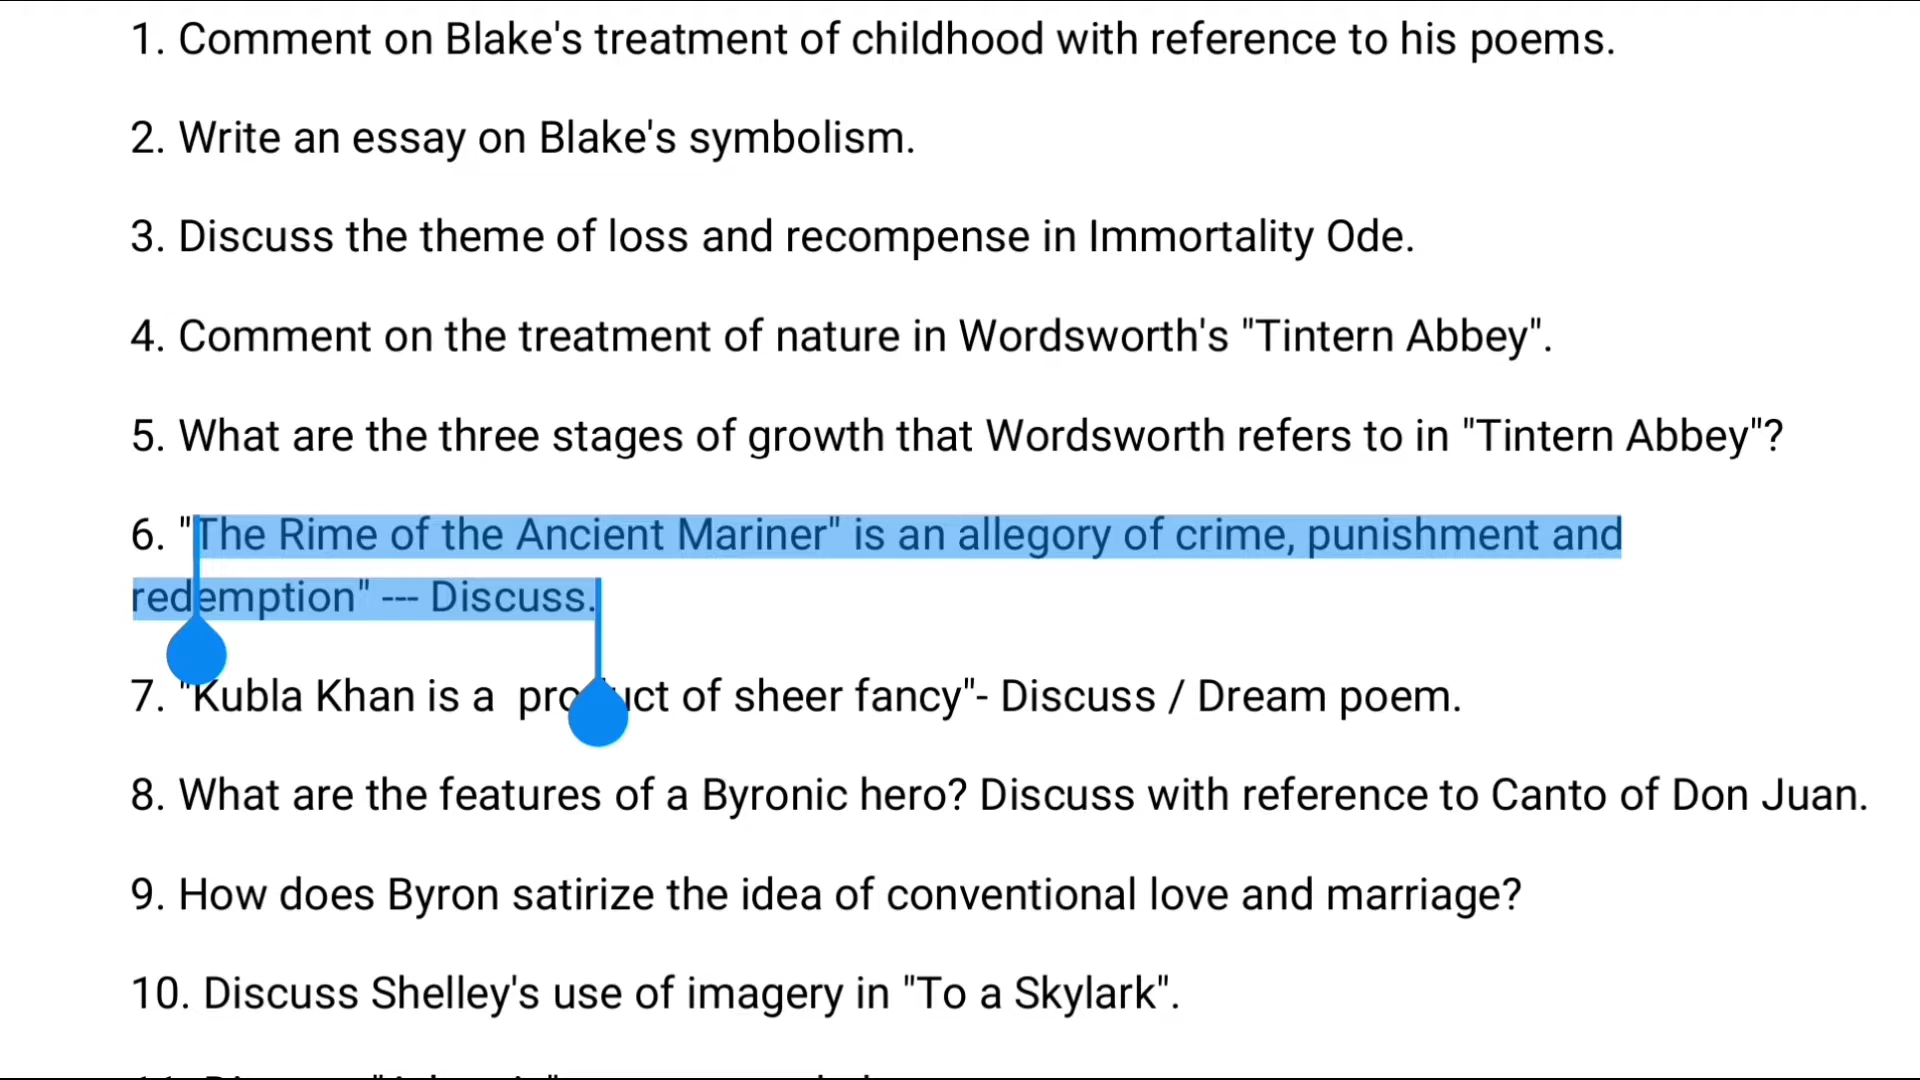 1. Comment on Blake's treatment of childhood with reference to his poems.
2. Write an essay on Blake's symbolism.
3. Discuss the theme of loss and recompense in Immortality Ode.
4. Comment on the treatment of nature in Wordsworth's "Tintern Abbey".
5. What are the three stages of growth that Wordsworth refers to in "Tintern Abbey"?
6. "The Rime of the Ancient Mariner" is an allegory of crime, punishment and
redemption" --- Discuss.
7. "Kubla Khan is a product of sheer fancy"- Discuss / Dream poem.
8. What are the features of a Byronic hero? Discuss with reference to Canto of Don Juan.
9. How does Byron satirize the idea of conventional love and marriage?
10. Discuss Shelley's use of imagery in "To a Skylark".